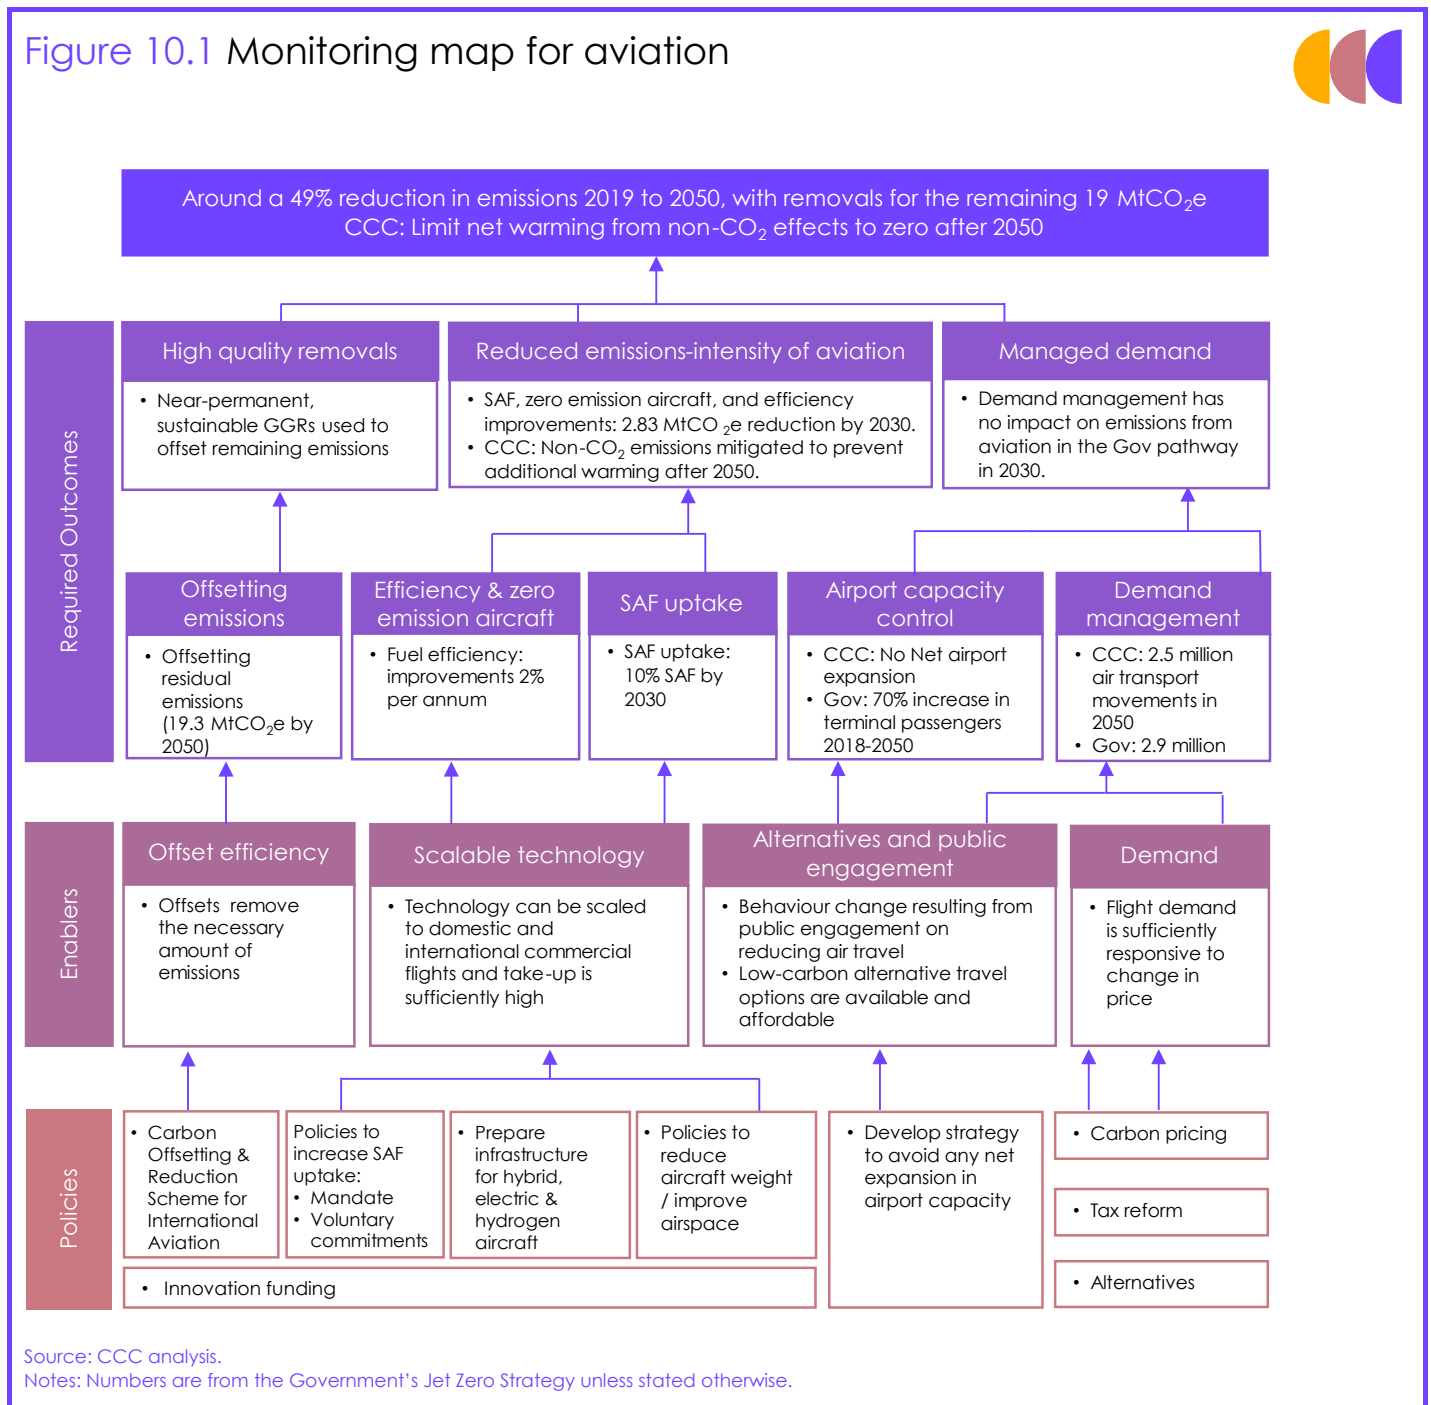 Figure 10.1 Monitoring map for aviation
Around a 49% reduction in emissions 2019 to 2050, with removals for the remaining 19 MtCO2e
CCC: Limit net warming from non-CO2 effects to zero after 2050
Required Outcomes
High quality removals
• Near-permanent,
sustainable GGRs used to
offset remaining emissions
Reduced emissions-intensity of aviation
• SAF, zero emission aircraft, and efficiency
improvements: 2.83 MtCO 2e reduction by 2030.
• CCC: Non-CO2 emissions mitigated to prevent
additional warming after 2050.
Managed demand
• Demand management has
no impact on emissions from
aviation in the Gov pathway
in 2030.
Offsetting
emissions
• Offsetting
residual
emissions
(19.3 MtCO2e by
2050)
Efficiency & zero
emission aircraft
• Fuel efficiency:
improvements 2%
per annum
SAF uptake
• SAF uptake:
10% SAF by
2030
Airport capacity
control
• CCC: No Net airport
expansion
• Gov: 70% increase in
terminal passengers
2018-2050
Demand
management
• CCC: 2.5 million
air transport
movements in
2050
• Gov: 2.9 million
Enablers
Offset efficiency
• Offsets remove
the necessary
amount of
emissions
Scalable technology
• Technology can be scaled
to domestic and
international commercial
flights and take-up is
sufficiently high
Alternatives and public
engagement
• Behaviour change resulting from
public engagement on
reducing air travel
• Low-carbon alternative travel
options are available and
affordable
Demand
• Flight demand
is sufficiently
responsive to
change in
price
Policies
• Carbon
Offsetting &
Reduction
Scheme for
International
Aviation
Policies to
increase SAF
uptake:
• Mandate
• Voluntary
commitments
• Prepare
infrastructure
for hybrid,
electric &
hydrogen
aircraft
• Policies to
reduce
aircraft weight
/ improve
airspace
• Innovation funding
• Develop strategy
to avoid any net
expansion in
airport capacity
• Carbon pricing
• Tax reform
• Alternatives
Source: CCC analysis.
Notes: Numbers are from the Government’s Jet Zero Strategy unless stated otherwise.